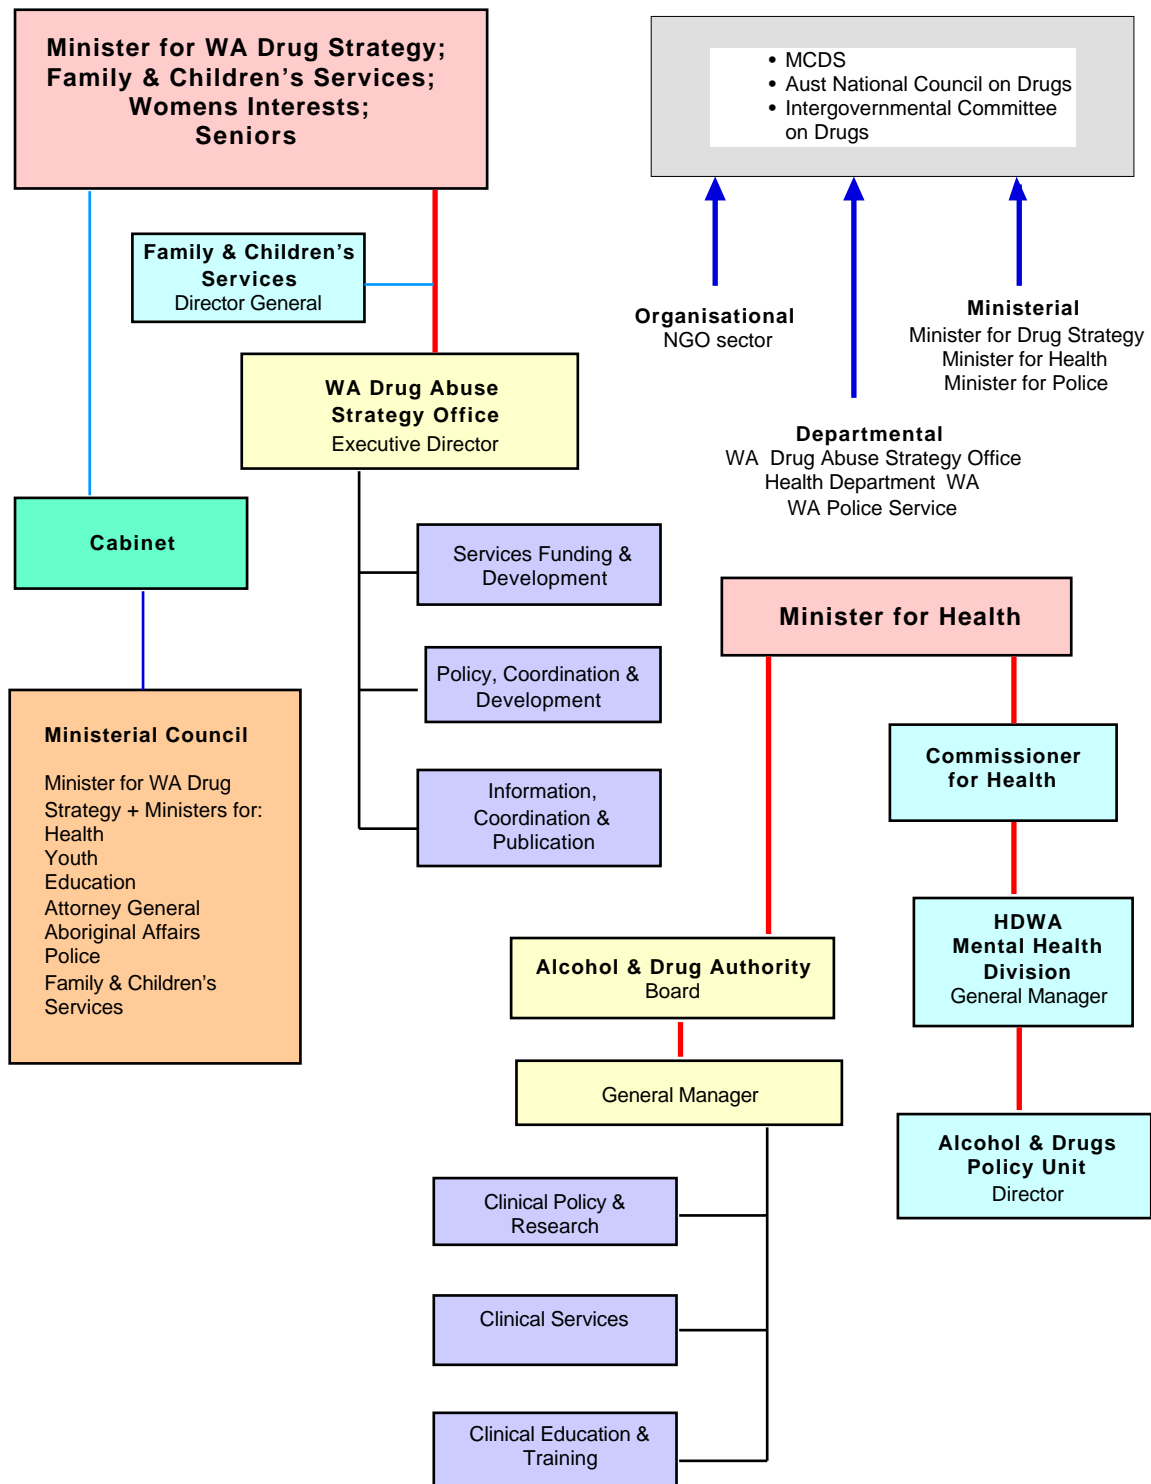 Minister for WA Drug Strategy;
Family & Children's Services;
Womens Interests;
Seniors
• MCDS
• Aust National Council on Drugs
• Intergovernmental Committee
on Drugs
Family & Children's
Services
Director General
Organisational
NGO sector
Ministerial
Minister for Drug Strategy
Minister for Health
Minister for Police
WA Drug Abuse
Strategy Office
Executive Director
Departmental
WA Drug Abuse Strategy Office
Health Department WA
WA Police Service
Cabinet
Services Funding &
Development
Minister for Health
Policy, Coordination &
Development
Ministerial Council
Minister for WA Drug
Strategy + Ministers for:
Health
Youth
Education
Attorney General
Aboriginal Affairs
Police
Family & Children's
Services
Information,
Coordination &
Publication
Commissioner
for Health
Alcohol & Drug Authority
Board
HDWA
Mental Health
Division
General Manager
General Manager
Alcohol & Drugs
Policy Unit
Director
Clinical Policy &
Research
Clinical Services
Clinical Education &
Training